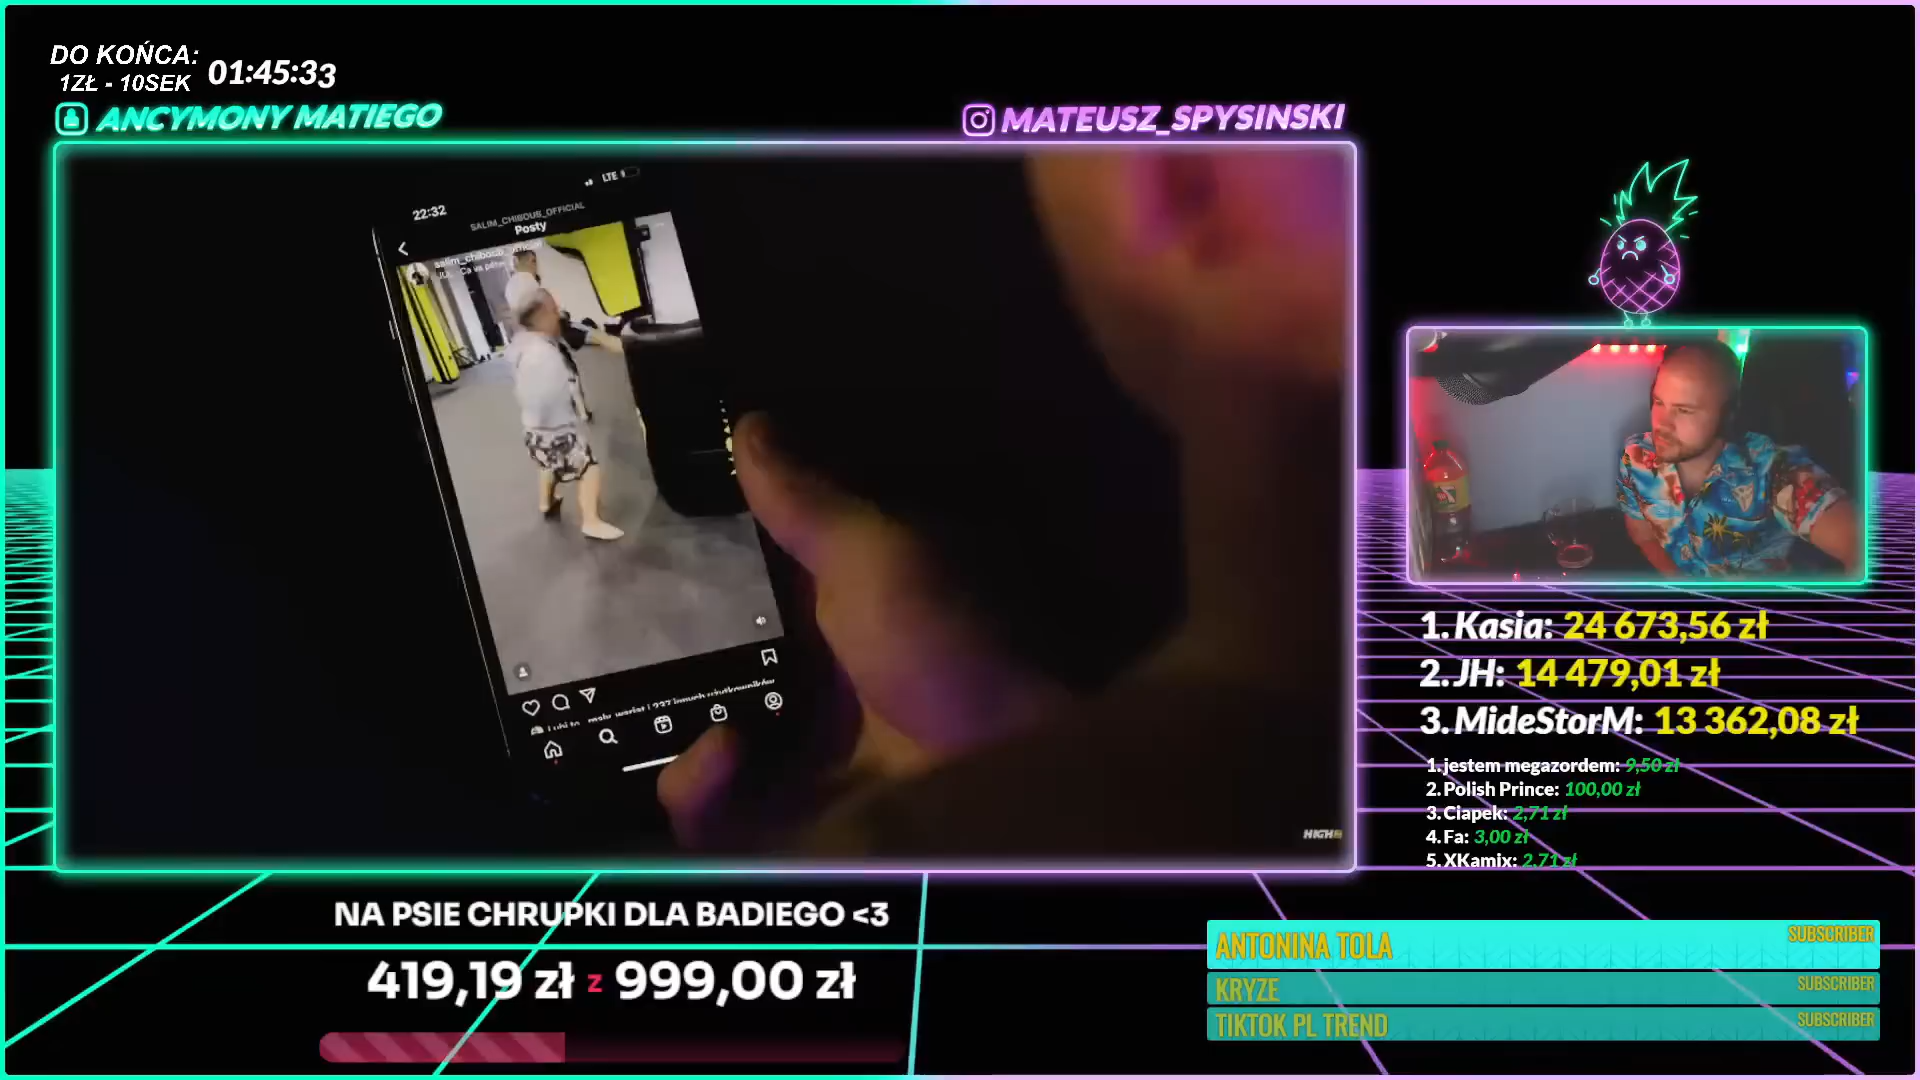 DO KOŃCA:
1ZŁ - 10SEK
01:45:33
ANCYMONY MATIEGO
MATEUSZ_SPYSINSKI
22:32
LTE
SALIM_CHIBOUB_OFFICIAL
Posty
salim_chiboub_official
HIGH
1. Kasia: 24 673,56 zł
2. JH: 14 479,01 zł
3. MideStorM: 13 362,08 zł
1. jestem megazordem: 9,50 zł
2. Polish Prince: 100,00 zł
3. Ciapek: 2,71 zł
4. Fa: 3,00 zł
5. XKamix: 2,71 zł
NA PSIE CHRUPKI DLA BADIEGO <3
419,19 zł z 999,00 zł
ANTONINA TOLA SUBSCRIBER
KRYZE SUBSCRIBER
TIKTOK PL TREND SUBSCRIBER